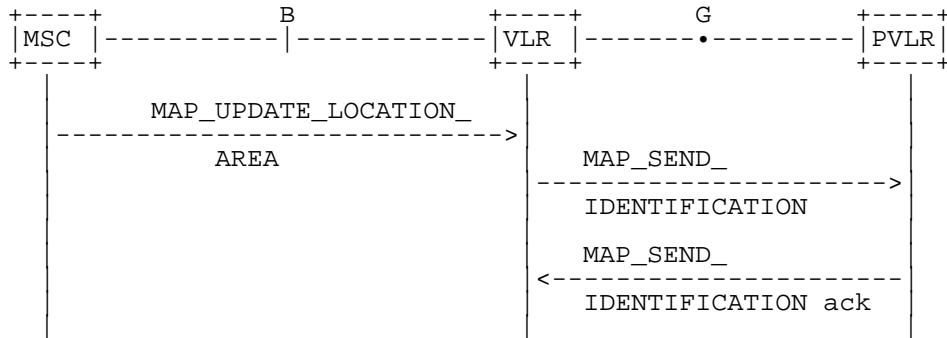 B G
MSC VLR PVLR
MAP_UPDATE_LOCATION_
AREA
MAP_SEND_
IDENTIFICATION
MAP_SEND_
IDENTIFICATION ack